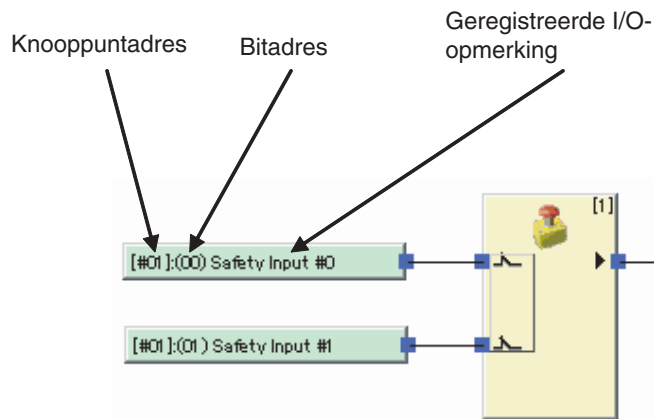 Knooppuntadres
Bitadres
Geregistreerde I/O-
opmerking
[1]
[#01]:(00) Safety Input #0
[#01]:(01) Safety Input #1